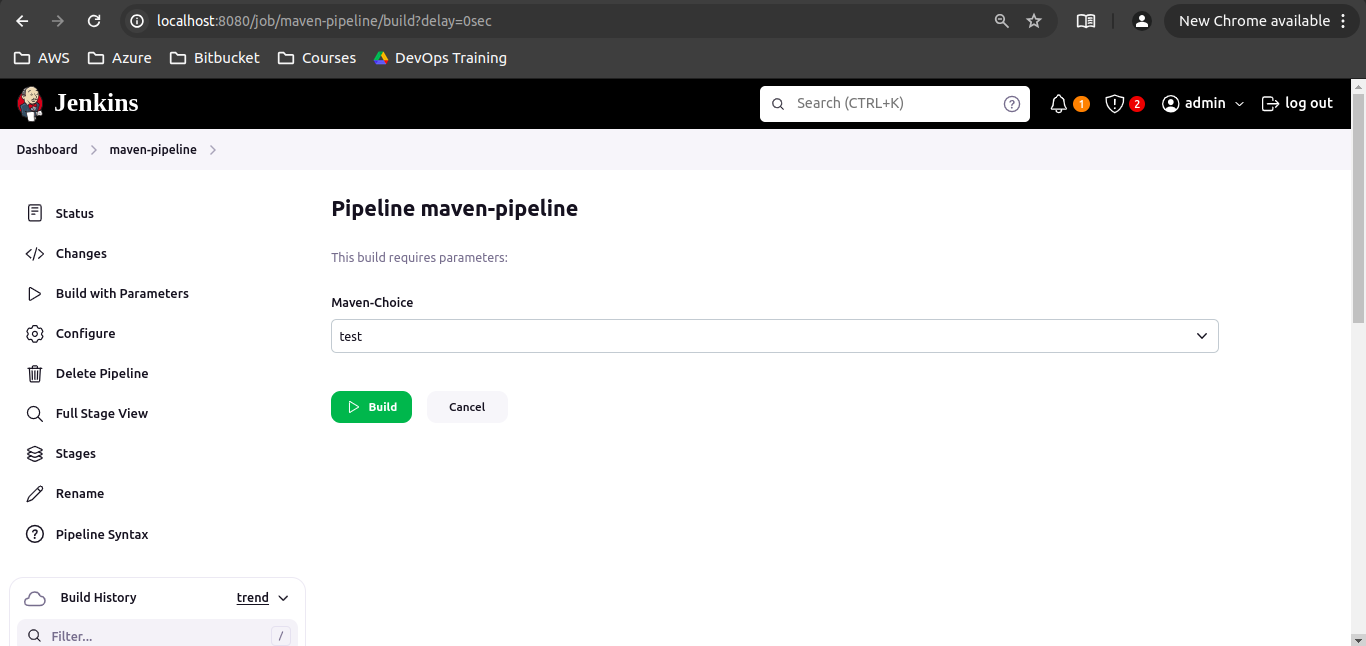 localhost:8080/job/maven-pipeline/build?delay=0sec
New Chrome available
AWS Azure Bitbucket Courses DevOps Training
Jenkins
Search (CTRL+K)
?
1
2
admin
log out
Dashboard maven-pipeline
Status
Changes
Build with Parameters
Configure
Delete Pipeline
Full Stage View
Stages
Rename
Pipeline Syntax
Build History trend
Filter... /
Pipeline maven-pipeline
This build requires parameters:
Maven-Choice
test
Build Cancel